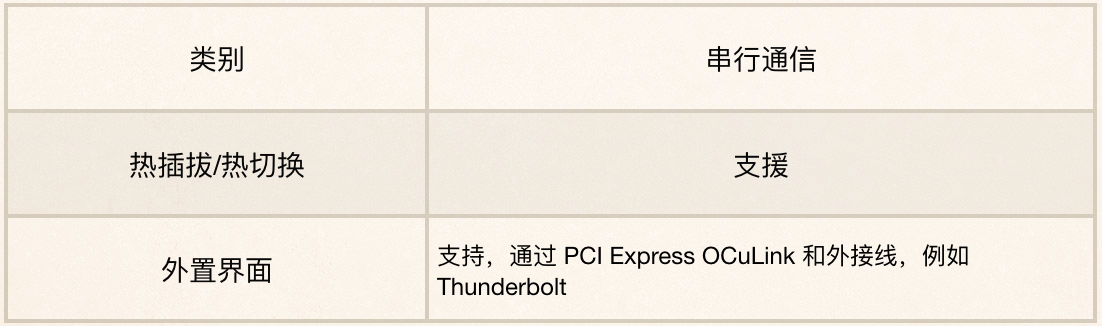 类别
串行通信
热插拔/热切换
支援
外置界面
支持，通过 PCI Express OCuLink 和外接线，例如
Thunderbolt